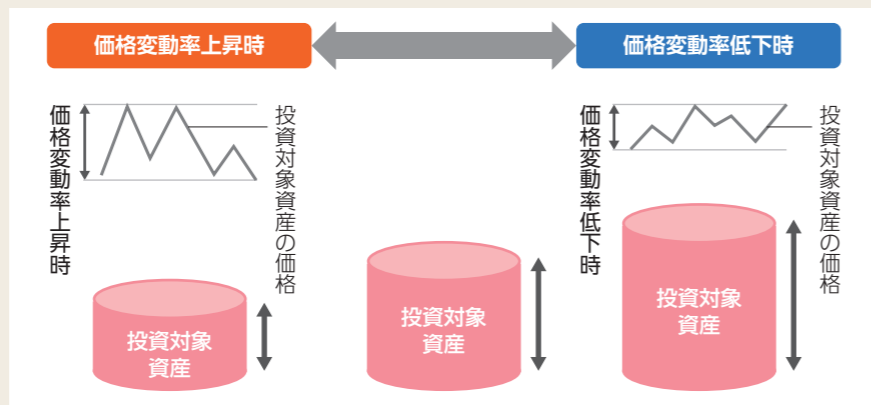 価格変動率上昇時
価格変動率低下時
価格変動率上昇時
投資対象資産の価格
価格変動率低下時
投資対象資産の価格
投資対象
資産
投資対象
資産
投資対象
資産